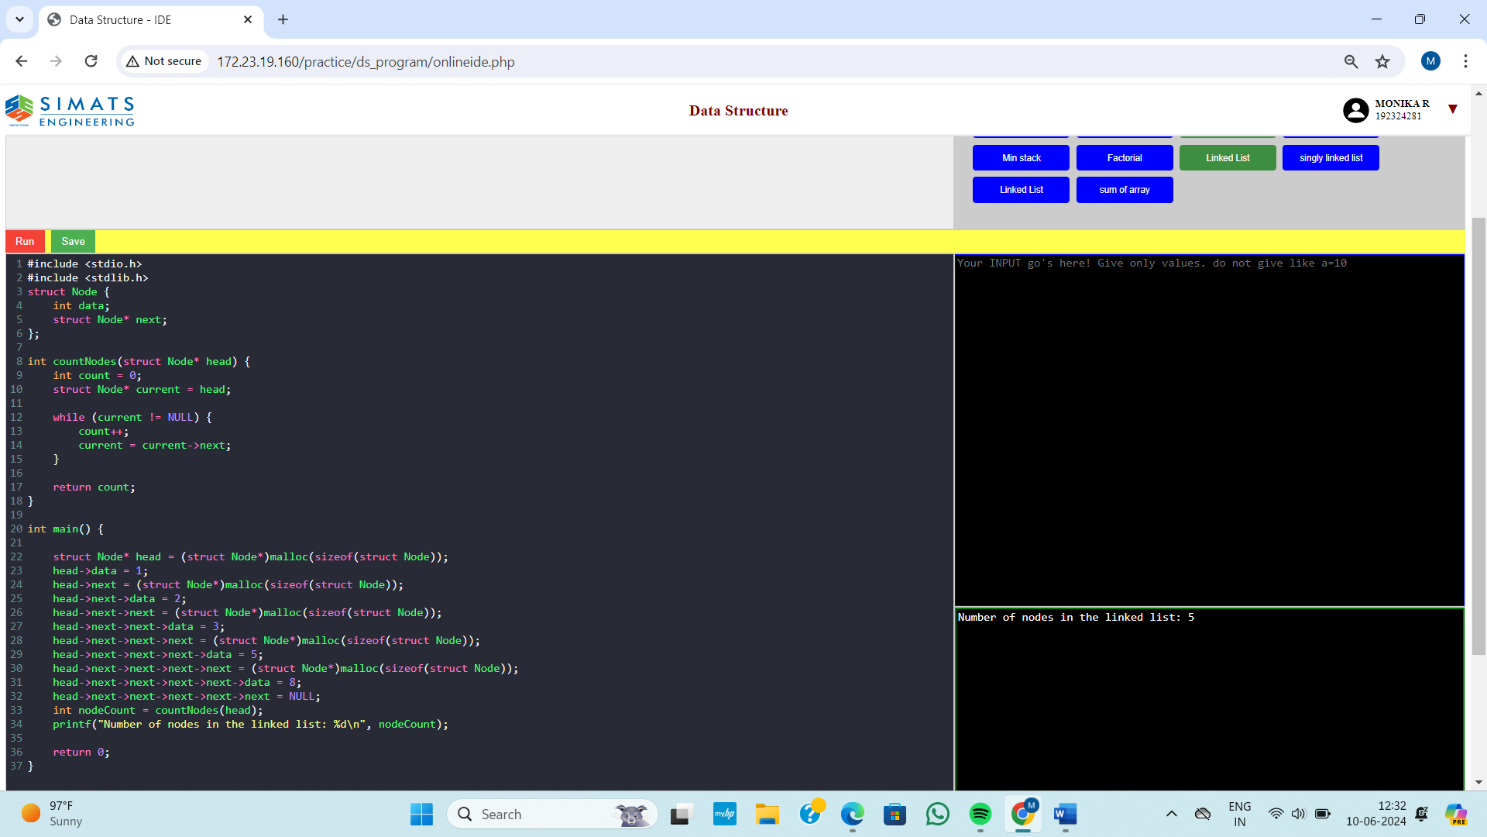 Data Structure - IDE
Not secure
172.23.19.160/practice/ds_program/onlineide.php
M
SIMATS
ENGINEERING
Data Structure
MONIKA R
192324281
Min stack
Factorial
Linked List
singly linked list
Linked List
sum of array
Run
Save
1 #include <stdio.h>
2 #include <stdlib.h>
3 struct Node {
4     int data;
5     struct Node* next;
6 };
7
8 int countNodes(struct Node* head) {
9     int count = 0;
10     struct Node* current = head;
11
12     while (current != NULL) {
13         count++;
14         current = current->next;
15     }
16
17     return count;
18 }
19
20 int main() {
21
22     struct Node* head = (struct Node*)malloc(sizeof(struct Node));
23     head->data = 1;
24     head->next = (struct Node*)malloc(sizeof(struct Node));
25     head->next->data = 2;
26     head->next->next = (struct Node*)malloc(sizeof(struct Node));
27     head->next->next->data = 3;
28     head->next->next->next = (struct Node*)malloc(sizeof(struct Node));
29     head->next->next->next->data = 5;
30     head->next->next->next->next = (struct Node*)malloc(sizeof(struct Node));
31     head->next->next->next->next->data = 8;
32     head->next->next->next->next->next = NULL;
33     int nodeCount = countNodes(head);
34     printf("Number of nodes in the linked list: %d\n", nodeCount);
35
36     return 0;
37 }
Your INPUT go's here! Give only values. do not give like a=10
Number of nodes in the linked list: 5
97°F
Sunny
Search
myhp
M
W
PRE
ENG
IN
12:32
10-06-2024